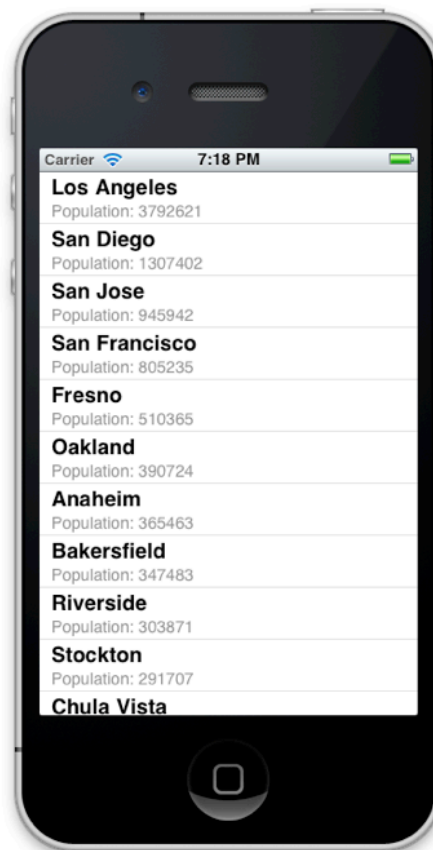 Carrier 7:18 PM
Los Angeles
Population: 3792621
San Diego
Population: 1307402
San Jose
Population: 945942
San Francisco
Population: 805235
Fresno
Population: 510365
Oakland
Population: 390724
Anaheim
Population: 365463
Bakersfield
Population: 347483
Riverside
Population: 303871
Stockton
Population: 291707
Chula Vista